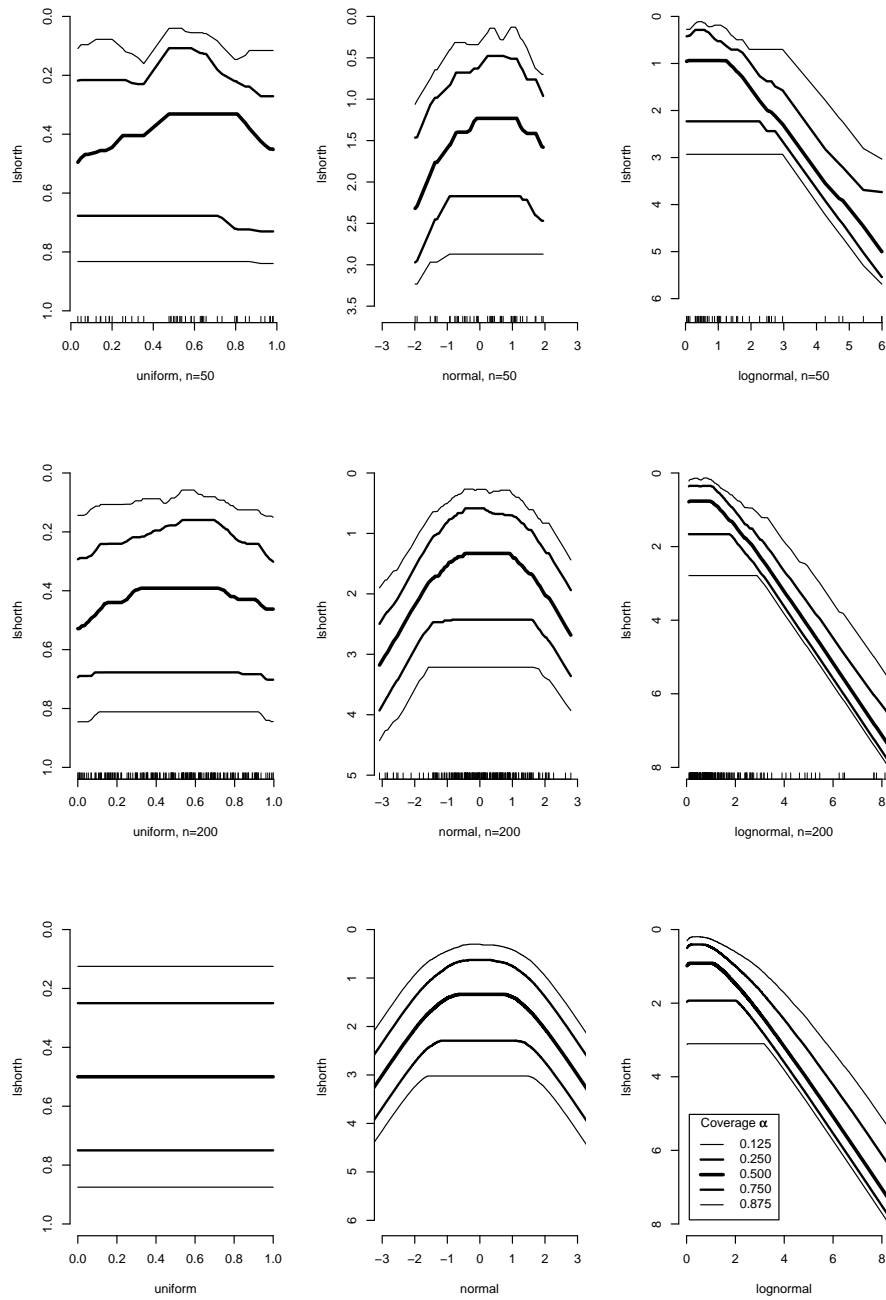 0.0
0.2
0.4
0.6
0.8
1.0
lshorth
0.0 0.2 0.4 0.6 0.8 1.0
uniform, n=50
0.0
0.5
1.0
1.5
2.0
2.5
3.0
3.5
lshorth
−3 −2 −1 0 1 2 3
normal, n=50
0
1
2
3
4
5
6
lshorth
0 1 2 3 4 5 6
lognormal, n=50
0.0
0.2
0.4
0.6
0.8
1.0
lshorth
0.0 0.2 0.4 0.6 0.8 1.0
uniform, n=200
0
1
2
3
4
5
lshorth
−3 −2 −1 0 1 2 3
normal, n=200
0
2
4
6
8
lshorth
0 2 4 6 8
lognormal, n=200
0.0
0.2
0.4
0.6
0.8
1.0
lshorth
0.0 0.2 0.4 0.6 0.8 1.0
uniform
0
1
2
3
4
5
6
lshorth
−3 −2 −1 0 1 2 3
normal
0
2
4
6
8
lshorth
Coverage α
0.125
0.250
0.500
0.750
0.875
0 2 4 6 8
lognormal